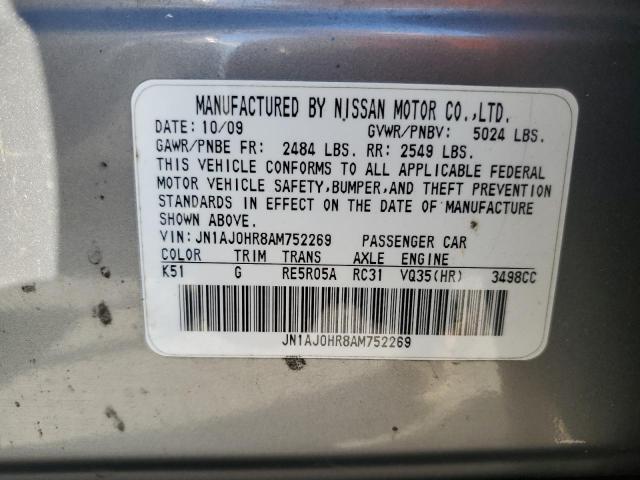 MANUFACTURED BY NISSAN MOTOR CO.,LTD.
DATE: 10/09 GVWR/PNBV: 5024 LBS.
GAWR/PNBE FR: 2484 LBS. RR: 2549 LBS.
THIS VEHICLE CONFORMS TO ALL APPLICABLE FEDERAL
MOTOR VEHICLE SAFETY,BUMPER,AND THEFT PREVENTION
STANDARDS IN EFFECT ON THE DATE OF MANUFACTURE
SHOWN ABOVE.
VIN: JN1AJ0HR8AM752269 PASSENGER CAR
COLOR TRIM TRANS AXLE ENGINE
K51 G RE5R05A RC31 VQ35(HR) 3498CC
JN1AJ0HR8AM752269